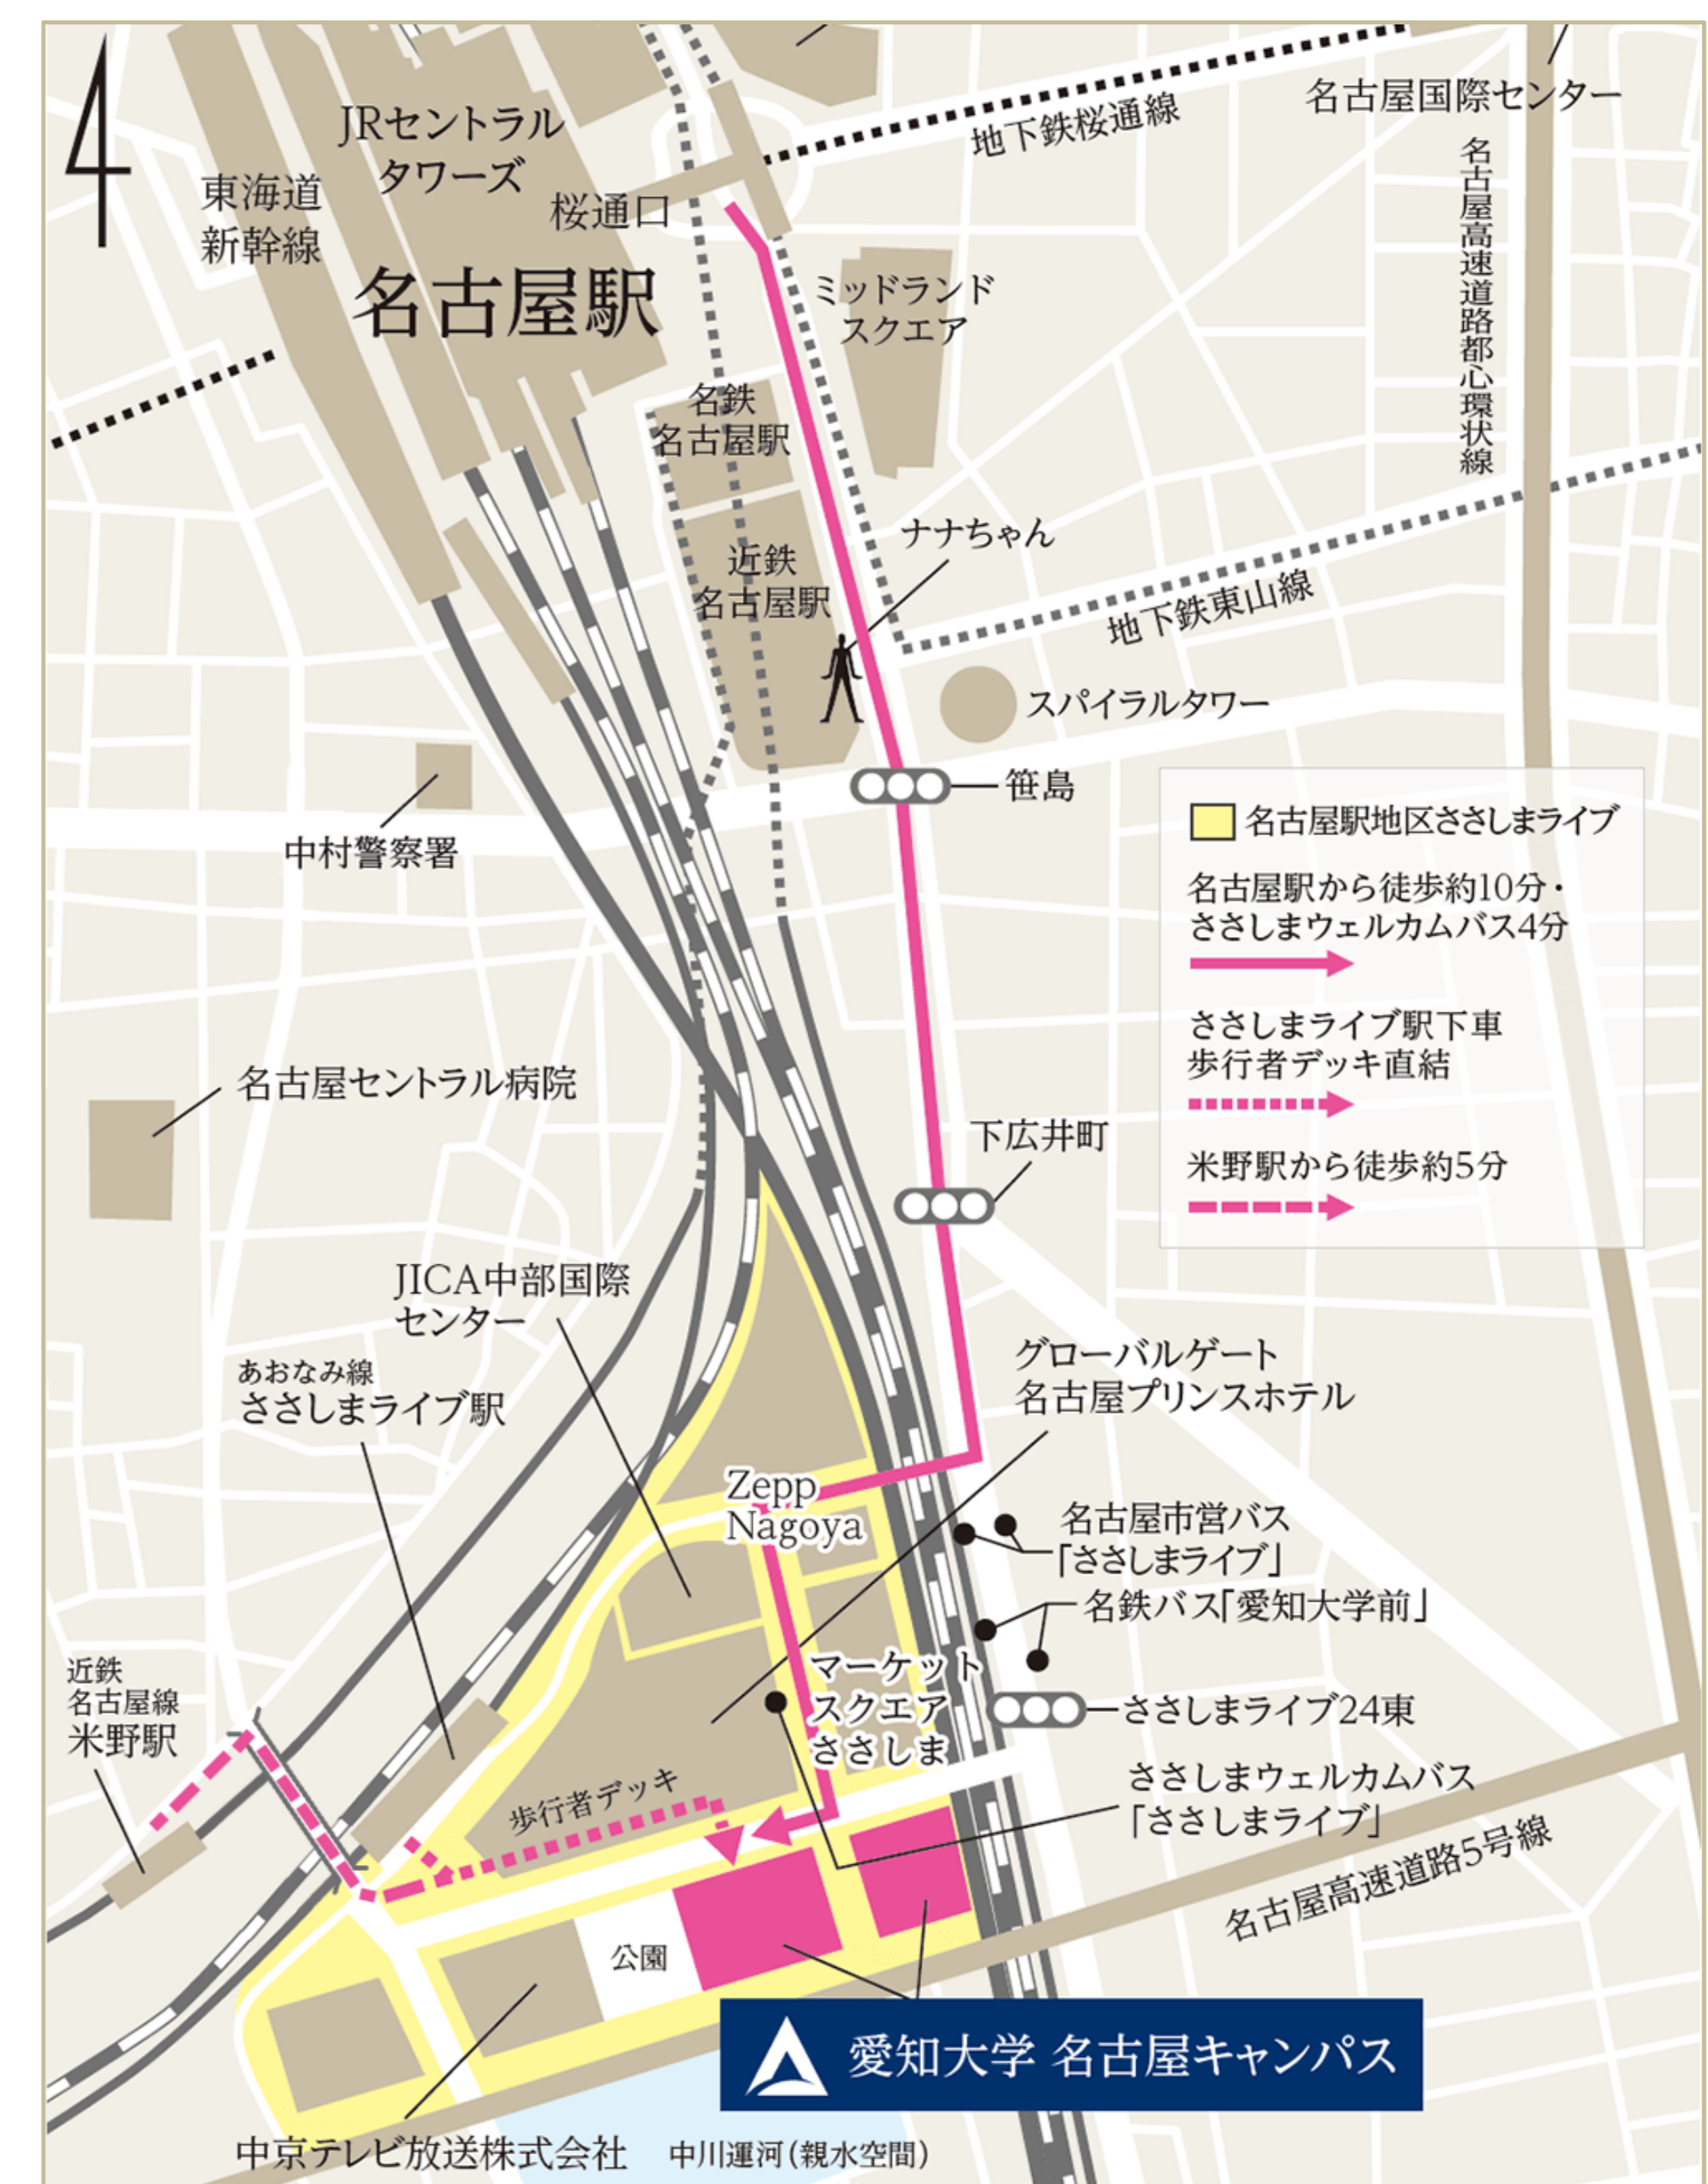 名古屋国際センター
地下鉄桜通線
JRセントラル
タワーズ
桜通口
東海道
新幹線
名古屋駅
名古屋高速道路都心環状線
ミッドランド
スクエア
名鉄
名古屋駅
ナナちゃん
近鉄
名古屋駅
地下鉄東山線
スパイラルタワー
笹島
中村警察署
名古屋駅地区ささしまライブ
名古屋駅から徒歩約10分・
ささしまウェルカムバス4分
ささしまライブ駅下車
歩行者デッキ直結
米野駅から徒歩約5分
名古屋セントラル病院
下広井町
JICA中部国際
センター
あおなみ線
ささしまライブ駅
グローバルゲート
名古屋プリンスホテル
Zepp
Nagoya
名古屋市営バス
「ささしまライブ」
名鉄バス「愛知大学前」
近鉄
名古屋線
米野駅
マーケット
スクエア
ささしま
ささしまライブ24東
歩行者デッキ
ささしまウェルカムバス
「ささしまライブ」
名古屋高速道路5号線
公園
愛知大学 名古屋キャンパス
中京テレビ放送株式会社
中川運河(親水空間)